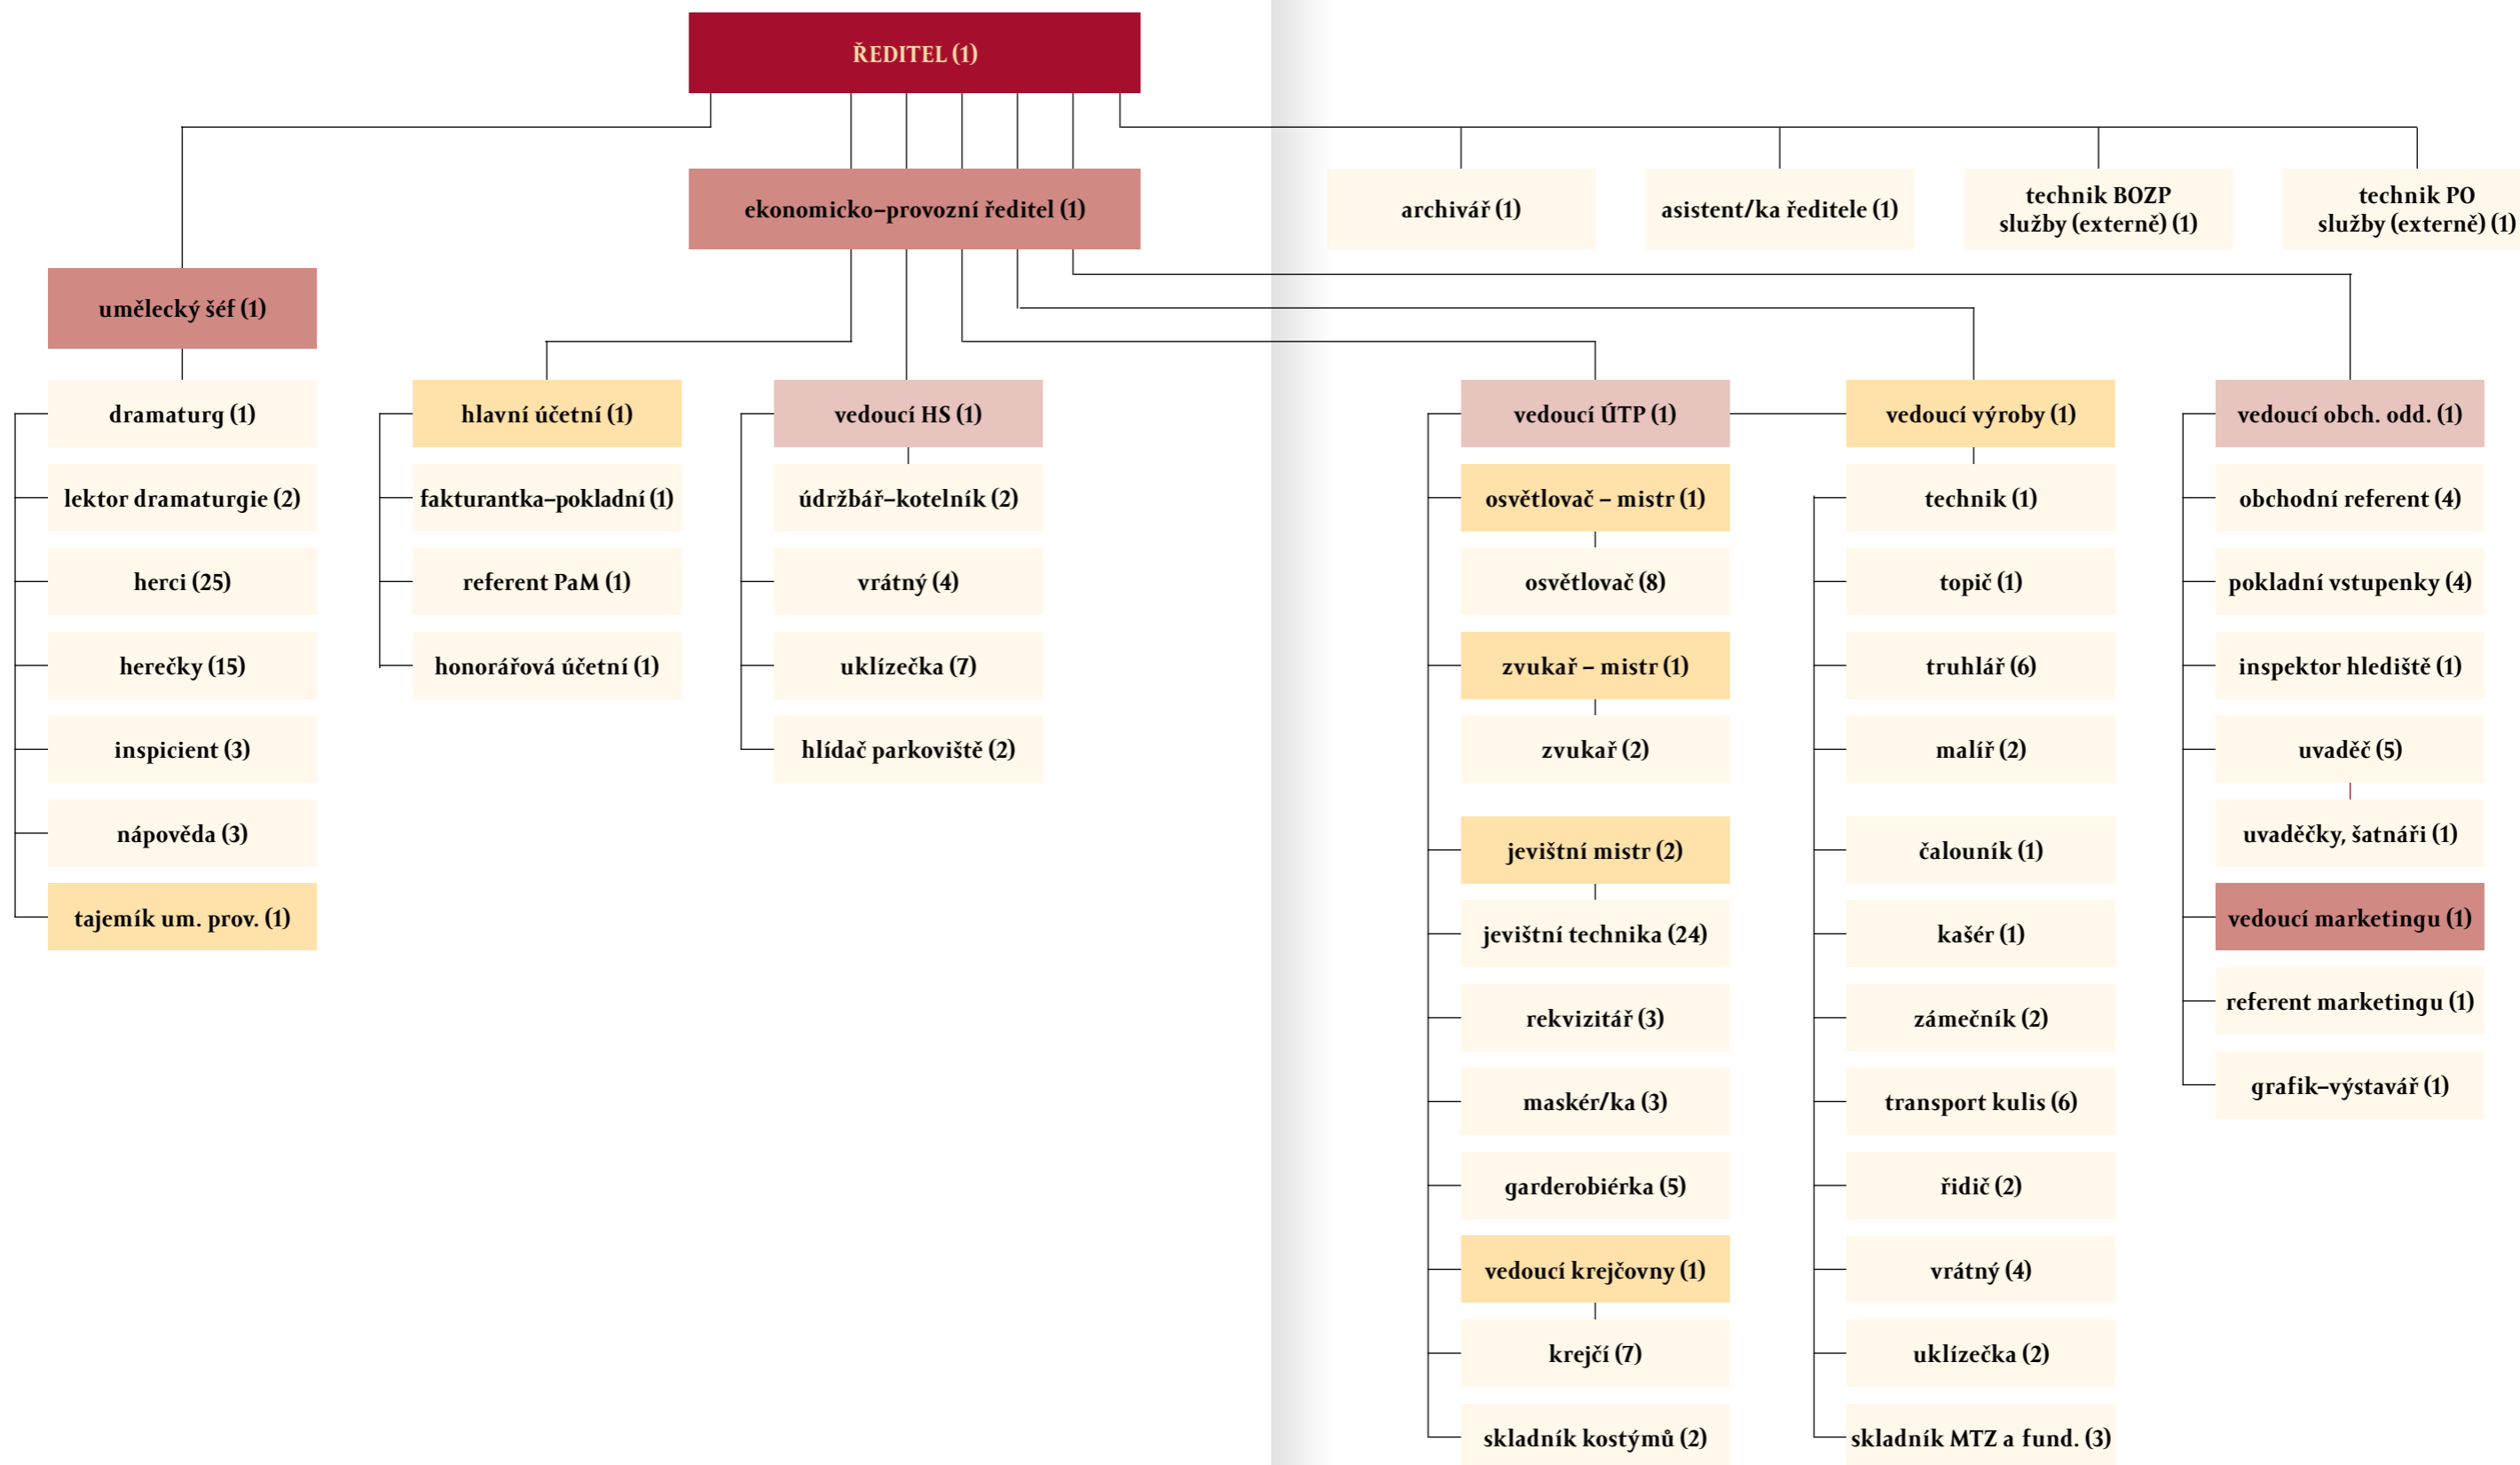 ŘEDITEL (1)
ekonomicko–provozní ředitel (1)
archivář (1)
asistent/ka ředitele (1)
technik BOZP
služby (externě) (1)
technik PO
služby (externě) (1)
umělecký šéf (1)
dramaturg (1)
lektor dramaturgie (2)
herci (25)
herečky (15)
inspicient (3)
nápověda (3)
tajemík um. prov. (1)
hlavní účetní (1)
fakturantka–pokladní (1)
referent PaM (1)
honorářová účetní (1)
vedoucí HS (1)
údržbář–kotelník (2)
vrátný (4)
uklízečka (7)
hlídač parkoviště (2)
vedoucí ÚTP (1)
osvětlovač – mistr (1)
osvětlovač (8)
zvukař – mistr (1)
zvukař (2)
jevištní mistr (2)
jevištní technika (24)
rekvizitář (3)
maskér/ka (3)
garderobiérka (5)
vedoucí krejčovny (1)
krejčí (7)
skladník kostýmů (2)
vedoucí výroby (1)
technik (1)
topič (1)
truhlář (6)
malíř (2)
čalouník (1)
kašér (1)
zámečník (2)
transport kulis (6)
řidič (2)
vrátný (4)
uklízečka (2)
skladník MTZ a fund. (3)
vedoucí obch. odd. (1)
obchodní referent (4)
pokladní vstupenky (4)
inspektor hlediště (1)
uvaděč (5)
uvaděčky, šatnáři (1)
vedoucí marketingu (1)
referent marketingu (1)
grafik–výstavář (1)